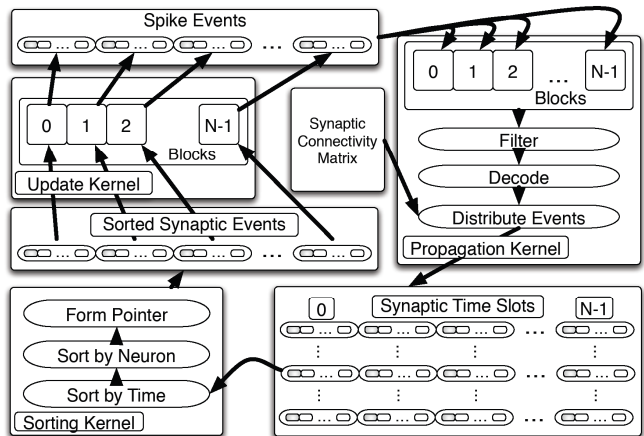 Spike Events
... ... ... ... ...
0 1 2 N-1
Blocks
Update Kernel
Synaptic
Connectivity
Matrix
0 1 2 ... N-1
Blocks
Filter
Decode
Distribute Events
Propagation Kernel
Sorted Synaptic Events
... ... ... ... ...
Form Pointer
Sort by Neuron
Sort by Time
Sorting Kernel
0 Synaptic Time Slots N-1
... ... ... ... ...
... ... ... ... ...
... ... ... ... ...